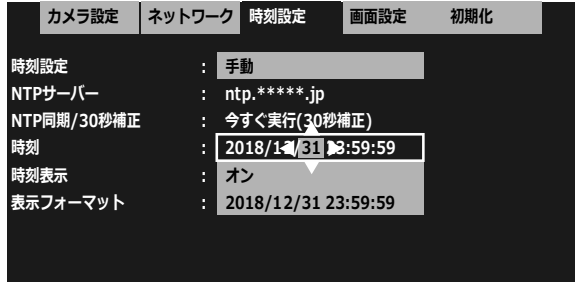 カメラ設定 ネットワーク 時刻設定 画面設定 初期化
時刻設定 : 手動
NTPサーバー : ntp.*****.jp
NTP同期/30秒補正 : 今すぐ実行(30秒補正)
時刻 : 2018/12/31 23:59:59
時刻表示 : オン
表示フォーマット : 2018/12/31 23:59:59